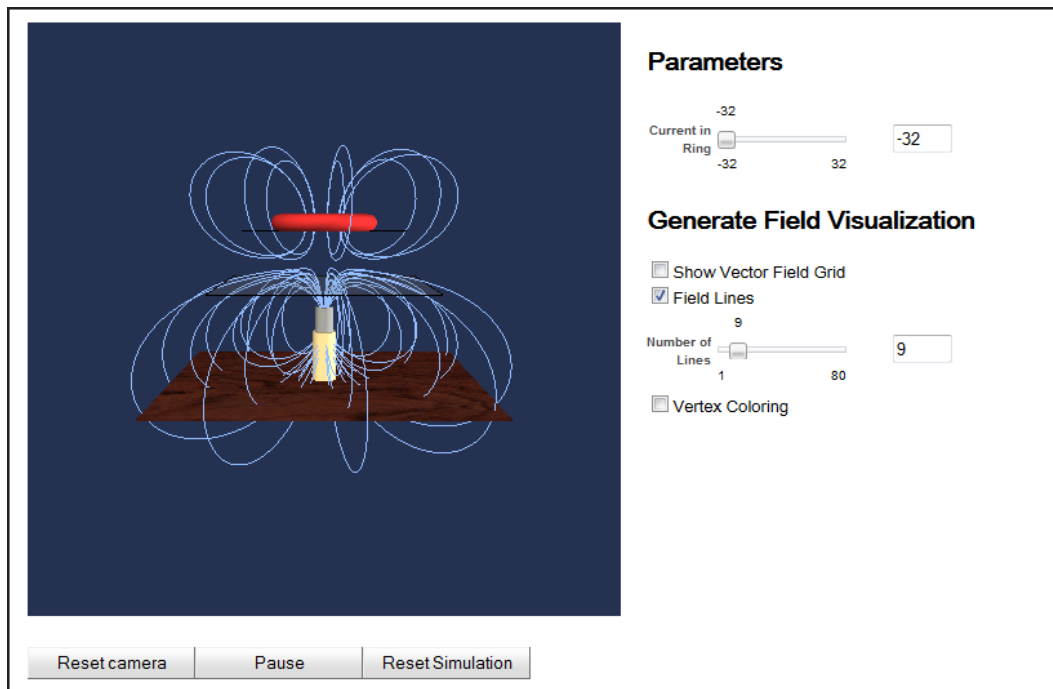 Parameters
-32
Current in
Ring
-32
32
-32
Generate Field Visualization
Show Vector Field Grid
Field Lines
9
Number of
Lines
1
80
9
Vertex Coloring
Reset camera
Pause
Reset Simulation